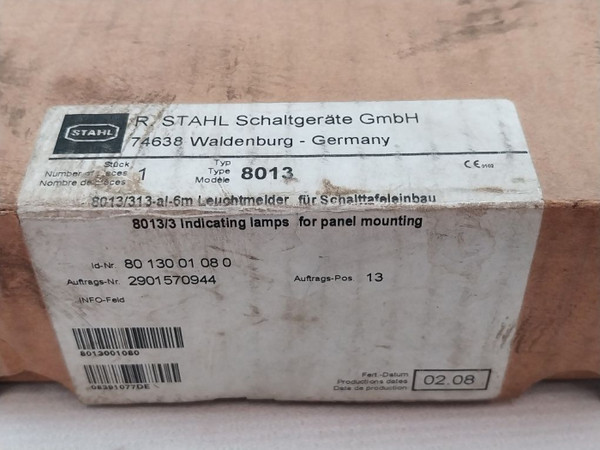 STAHL
R. STAHL Schaltgeräte GmbH
74638 Waldenburg - Germany
Stück
Number of pieces 1
Nombre de pièces
Typ
Type 8013
Modèle
CE 0102
8013/313-al-6m Leuchtmelder für Schalttafeleinbau
8013/3 Indicating lamps for panel mounting
Id-Nr. 80 130 01 08 0
Auftrags-Nr. 2901570944
Auftrags-Pos 13
INFO-Feld
8013001080
06391077DE
Fert.-Datum
Productions dates 02.08
Date de production